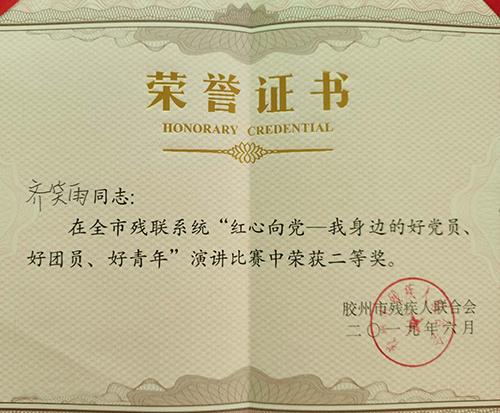 荣誉证书
HONORARY CREDENTIAL
齐笑雨同志:
在全市残联系统“红心向党—我身边的好党员、
好团员、好青年”演讲比赛中荣获二等奖。
胶州市残疾人联合会
二〇一九年六月